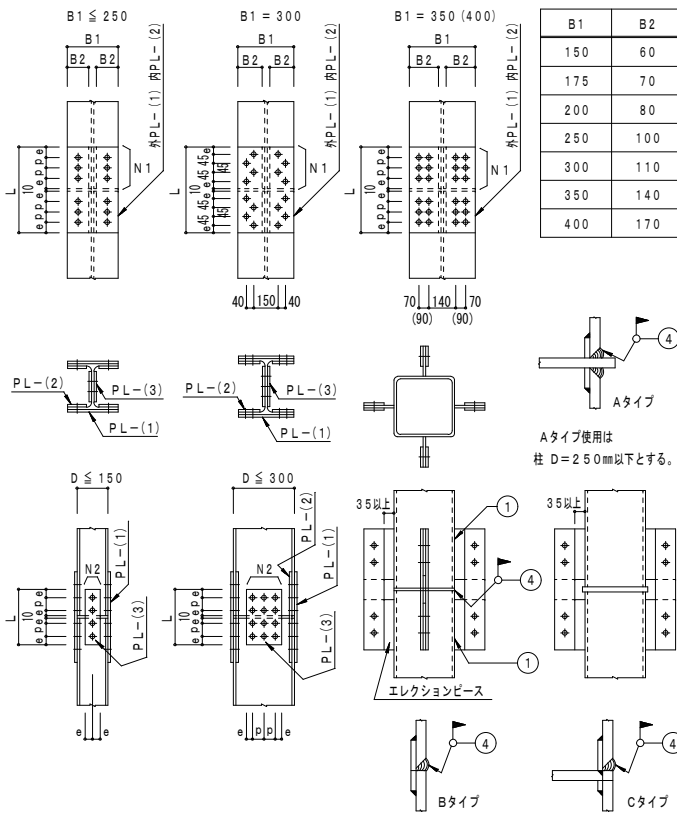 B1≦250
B1=300
B1=350(400)
B1
B1
B1
B2 B2
B2 B2
B2 B2
外PL-(1) 内PL-(2)
外PL-(1) 内PL-(2)
外PL-(1) 内PL-(2)
L
e p p e 10 e p p e
N1
L
e 45 45 e 10 e 45 45 e
45
45
L
e p p e 10 e p p e
N1
40 150 40
70 140 70
(90) (90)
B1 B2
150 60
175 70
200 80
250 100
300 110
350 140
400 170
PL-(2)
PL-(3)
PL-(1)
PL-(2)
PL-(3)
PL-(1)
4
Aタイプ
Aタイプ使用は
柱 D=250㎜以下とする。
D≦150
D≦300
N2
PL-(1)
L
e p e 10 e p e
PL-(3)
e e
N2
PL-(2)
PL-(1)
L
e p e 10 e p e
PL-(3)
e p p e
35以上
1
4
1
エレクションピース
35以上
4
Bタイプ
4
Cタイプ